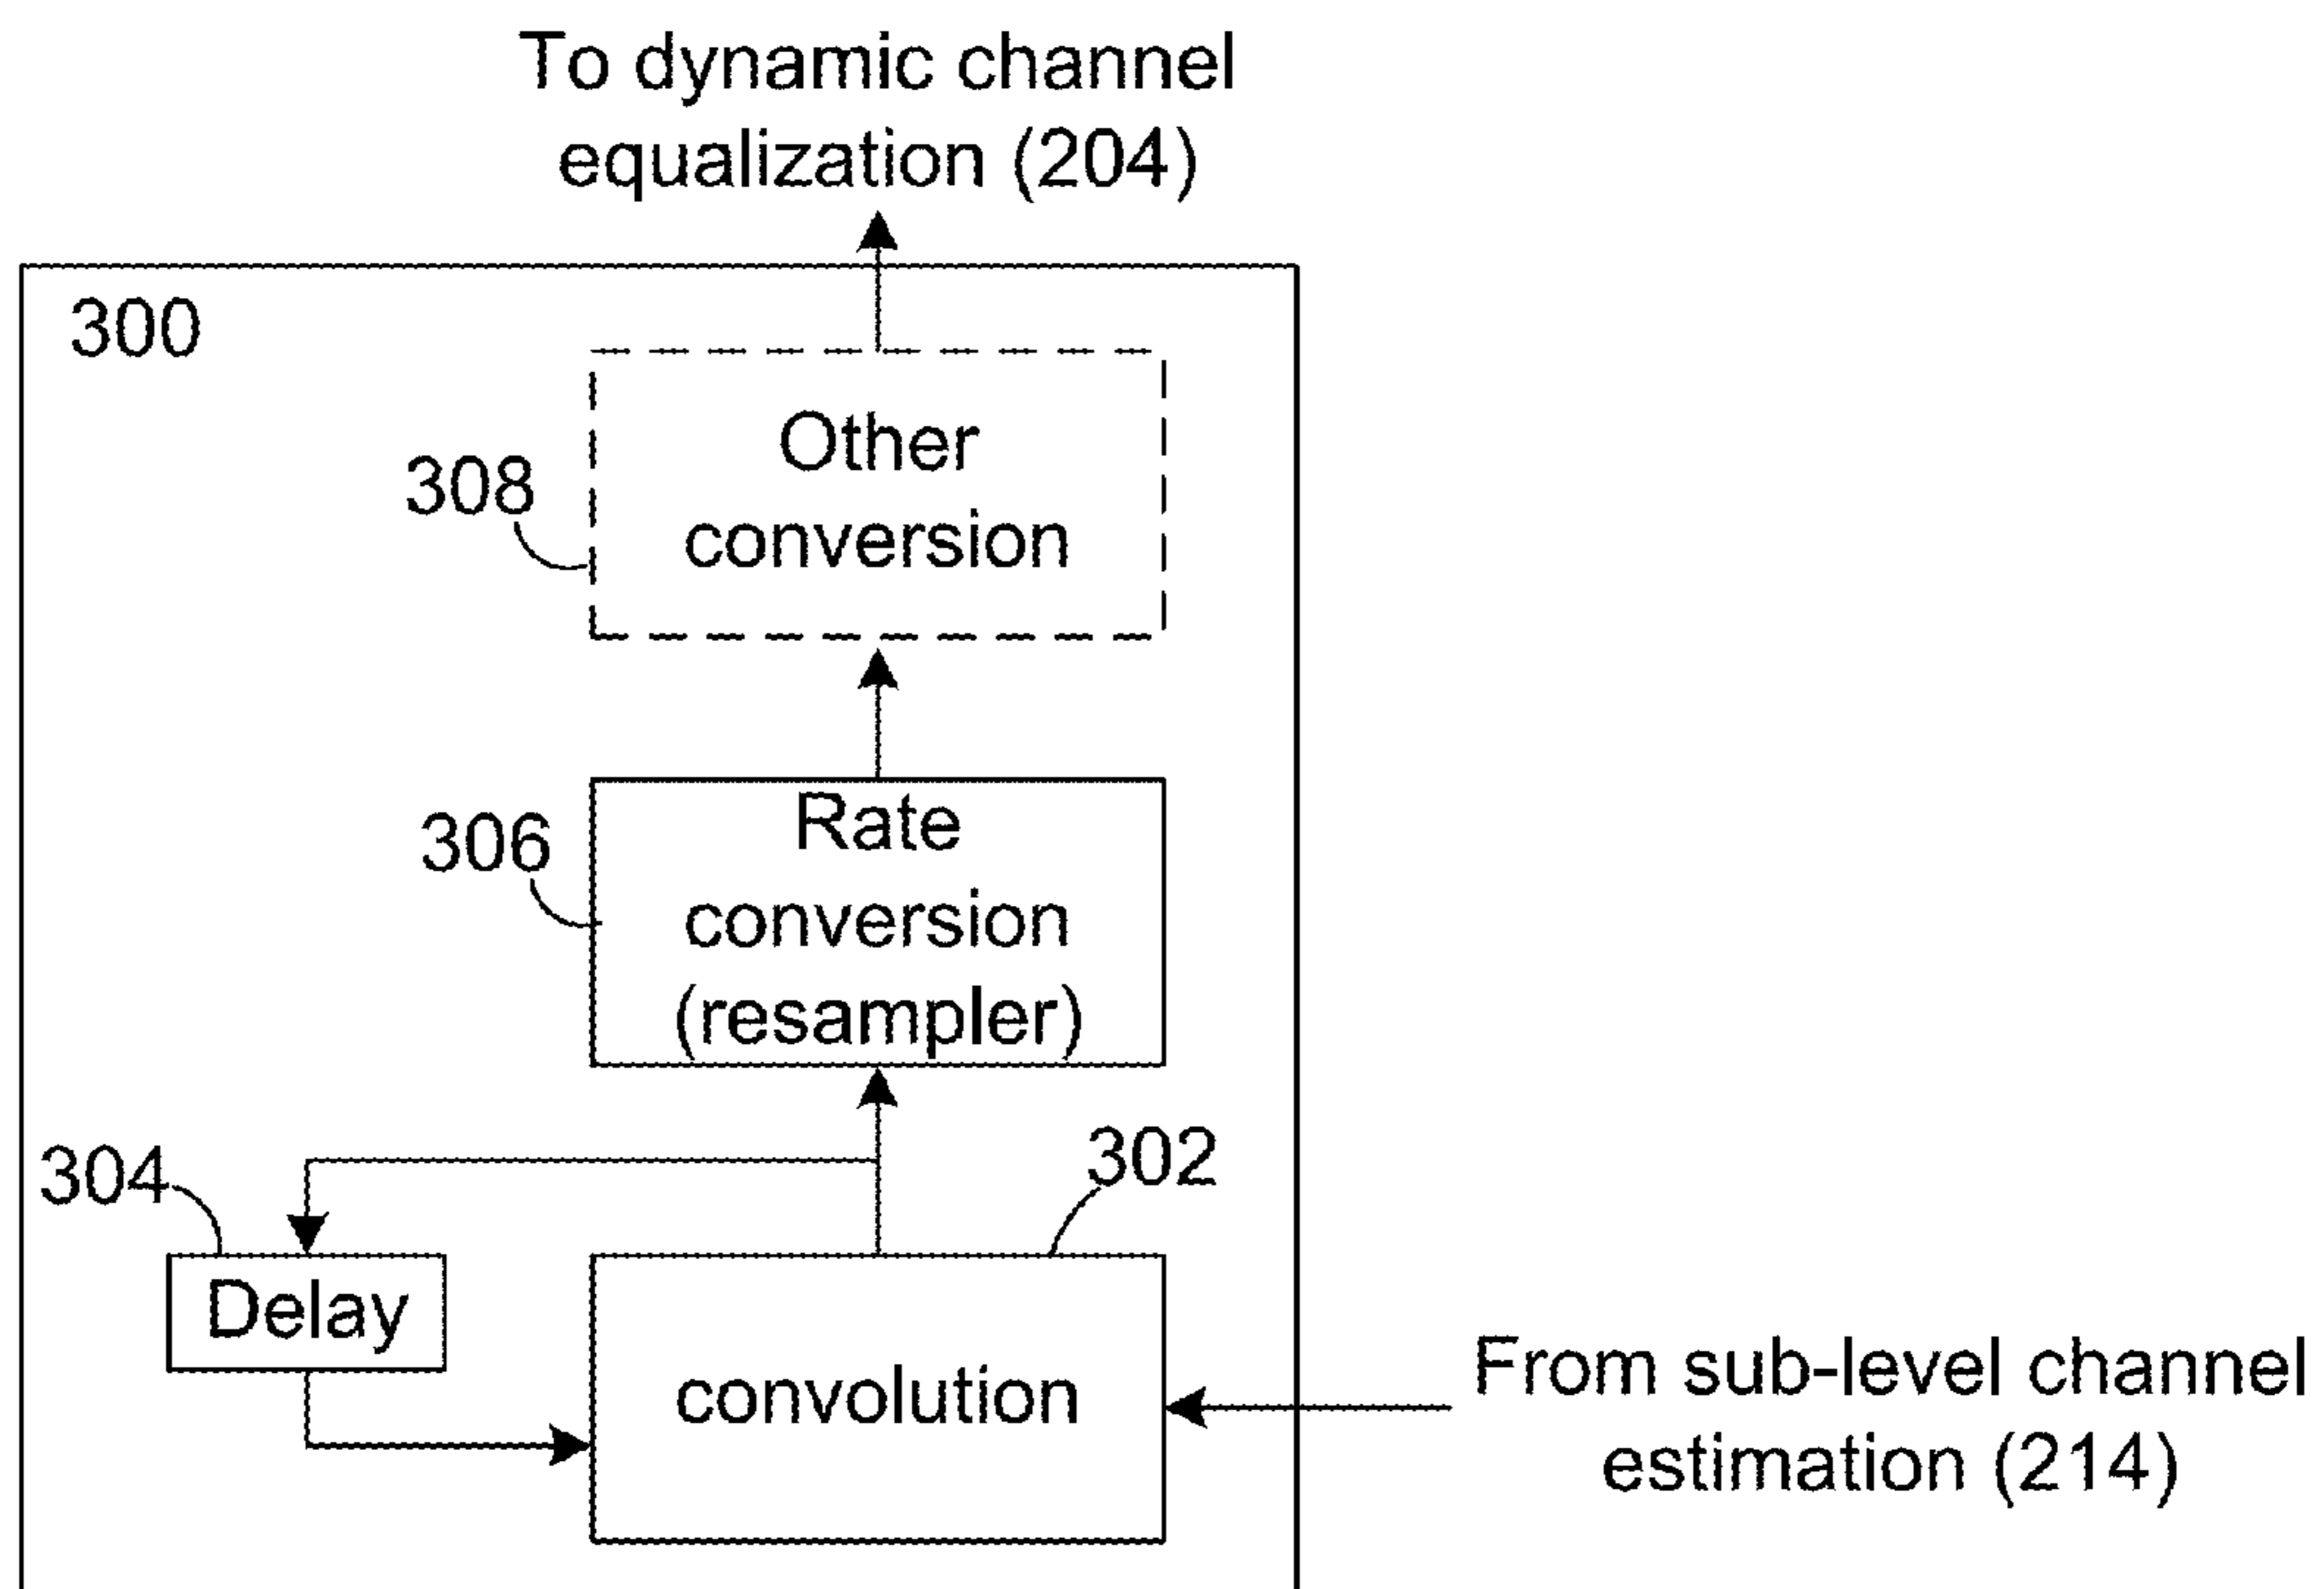 To dynamic channel
equalization (204)
300
Other
conversion
308
Rate
conversion
(resampler)
306
304
302
Delay
convolution
From sub-level channel
estimation (214)